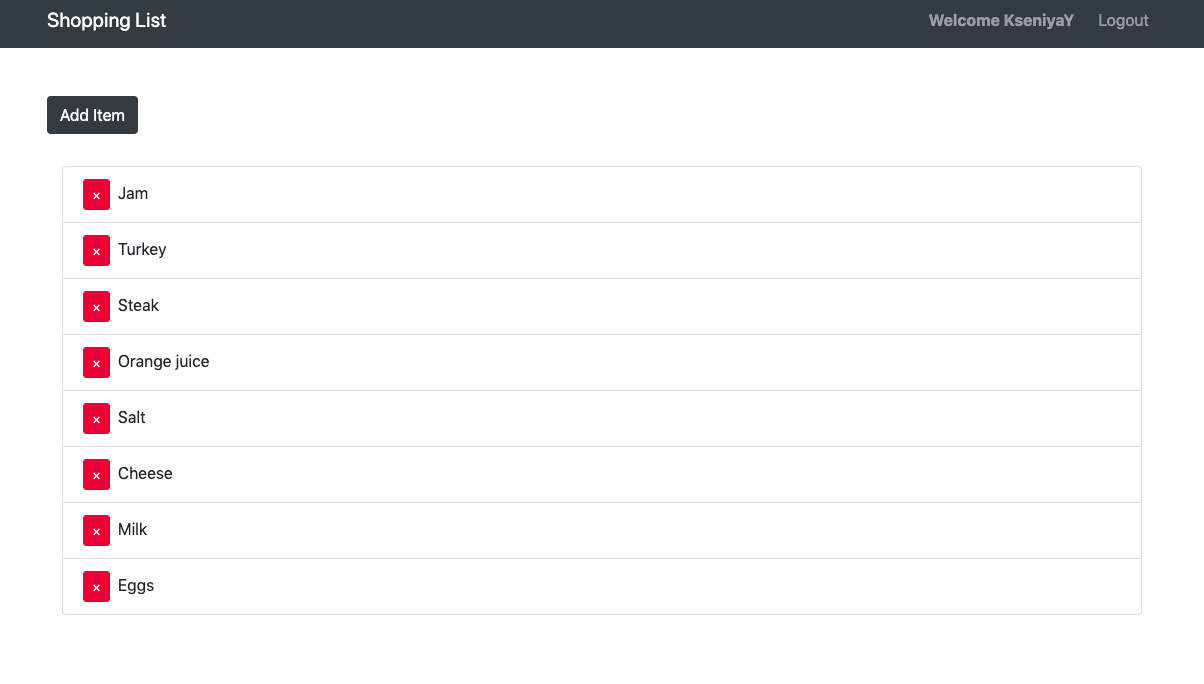 Shopping List Welcome KseniyaY Logout
Add Item
× Jam
× Turkey
× Steak
× Orange juice
× Salt
× Cheese
× Milk
× Eggs